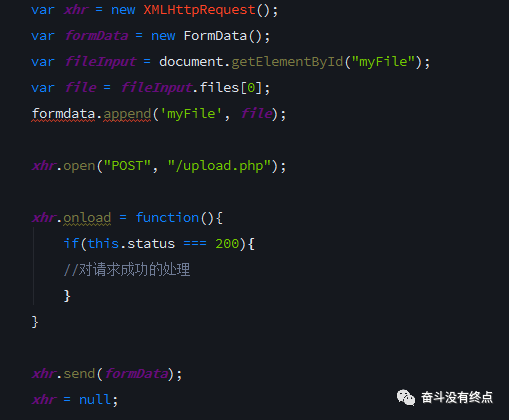 var xhr = new XMLHttpRequest();
var formData = new FormData();
var fileInput = document.getElementById("myFile");
var file = fileInput.files[0];
formdata.append('myFile', file);
xhr.open("POST", "/upload.php");
xhr.onload = function(){
if(this.status === 200){
//对请求成功的处理
}
}
xhr.send(formData);
xhr = null;
奋斗没有终点